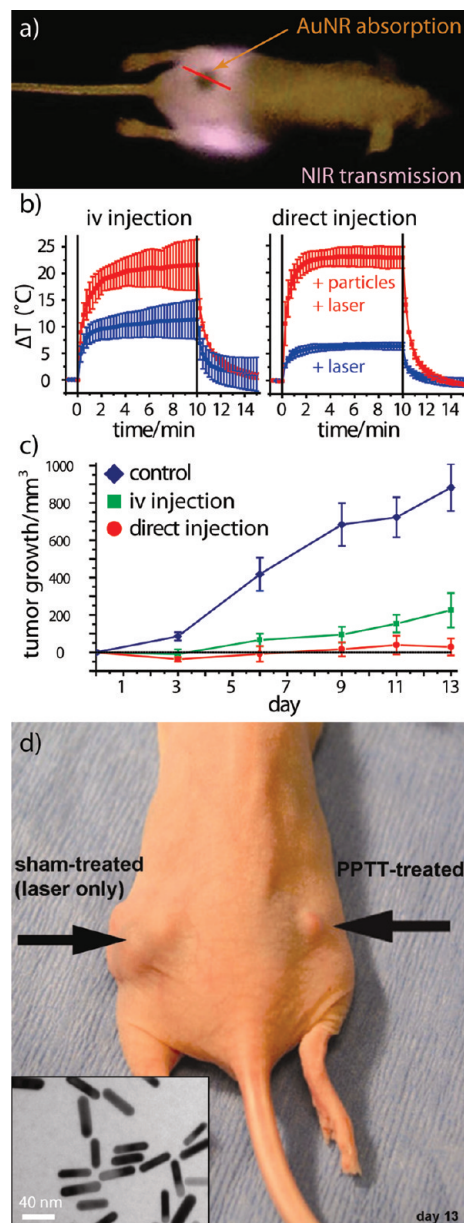 a)
AuNR absorption
NIR transmission
b)
iv injection
direct injection
ΔT (˚C)
25
20
15
10
5
0
+ particles
+ laser
+ laser
0 2 4 6 8 10 12 14
0 2 4 6 8 10 12 14
time/min
time/min
c)
tumor growth/mm³
1000
800
600
400
200
0
control
iv injection
direct injection
1 3 5 7 9 11 13
day
d)
sham-treated
(laser only)
PPTT-treated
40 nm
day 13